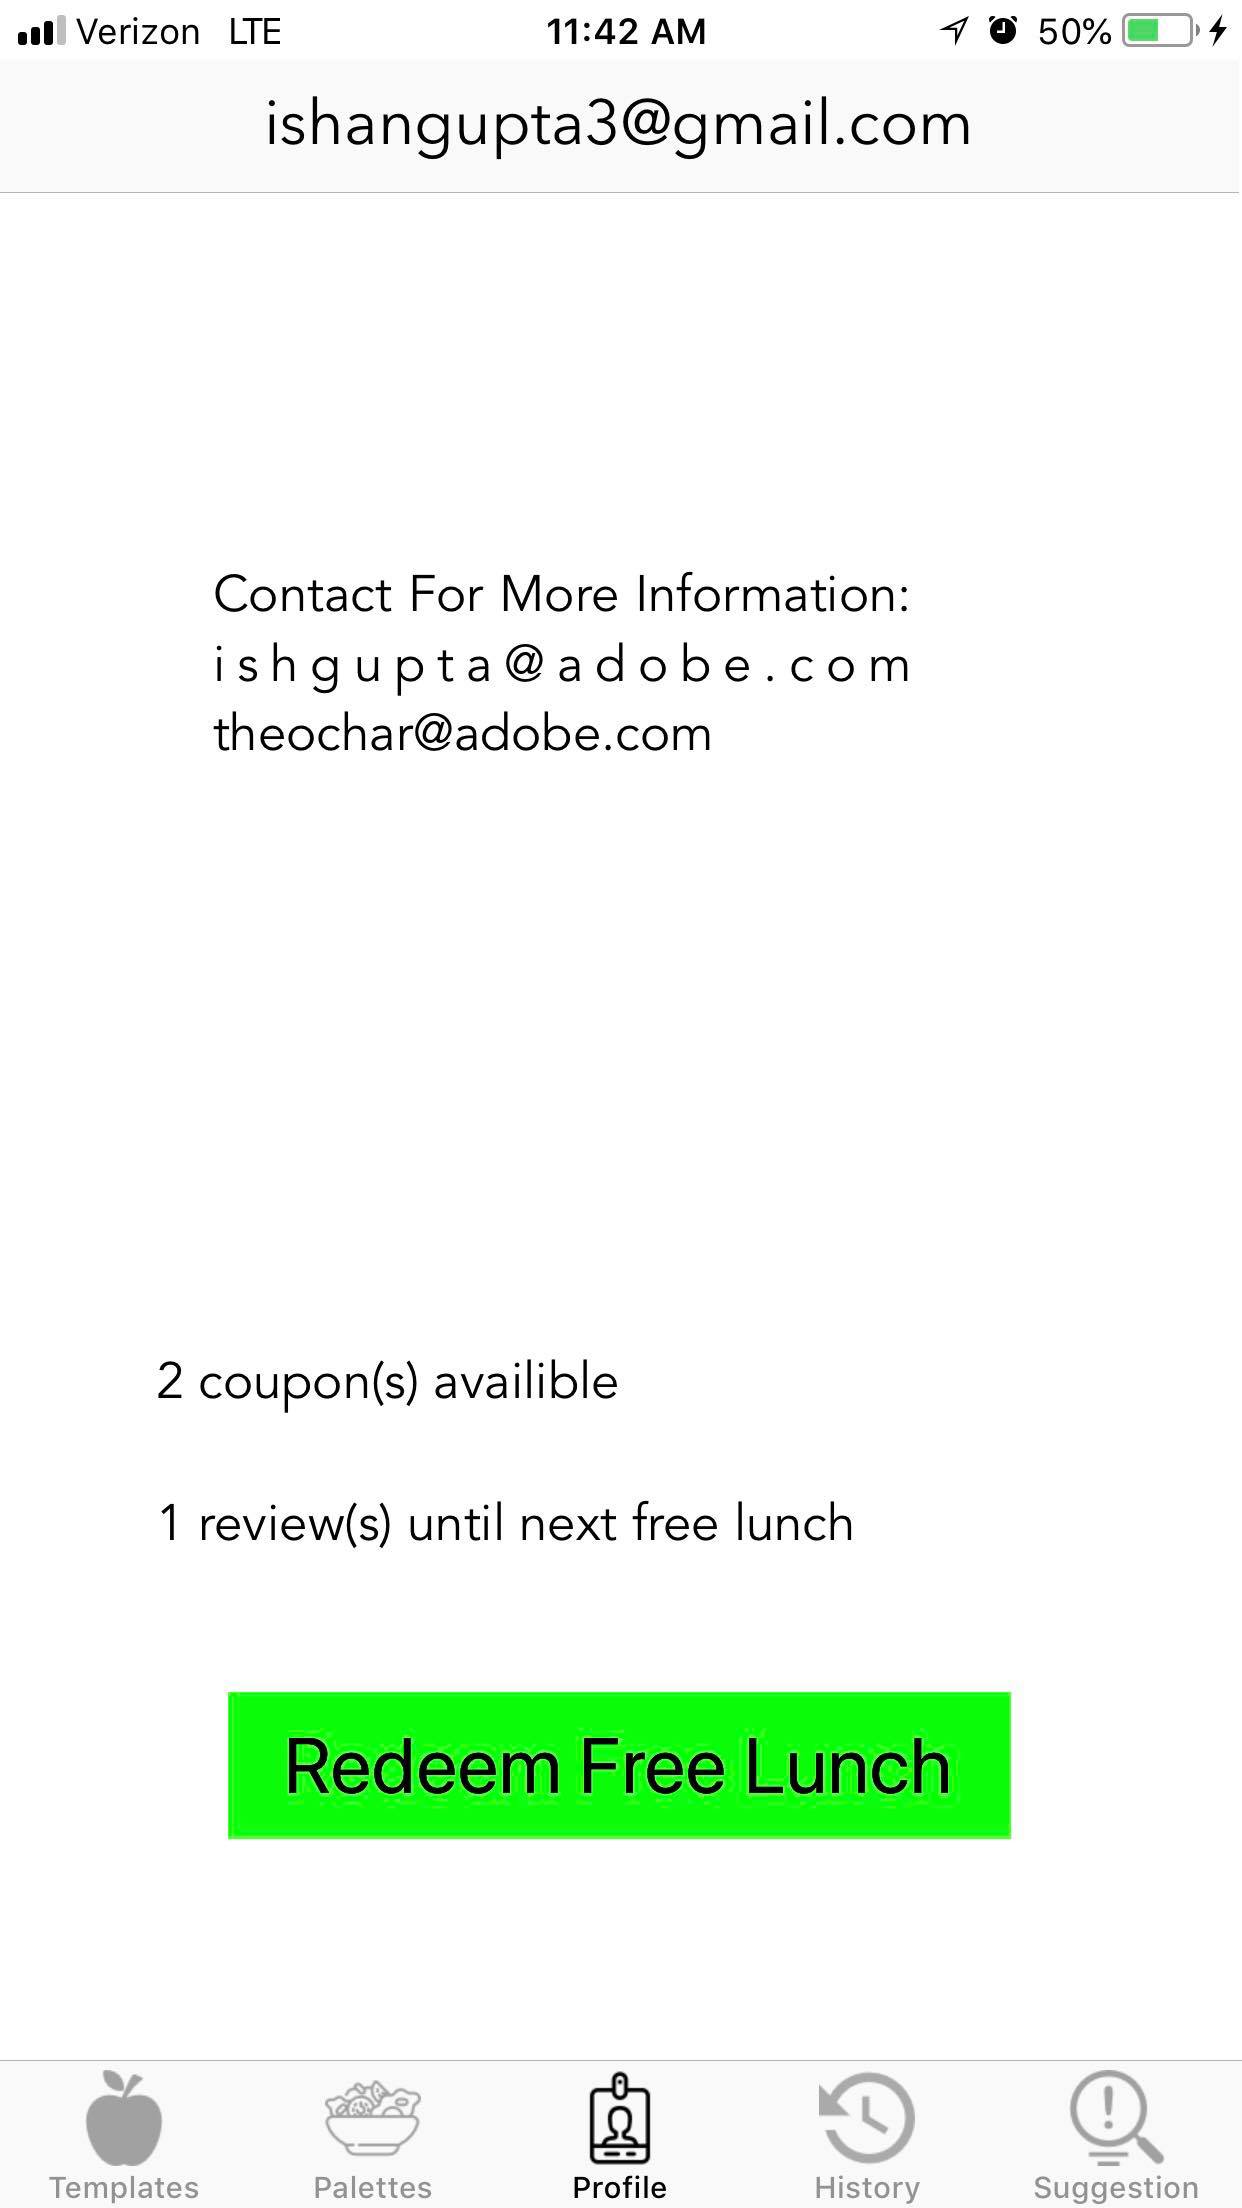 Verizon LTE 11:42 AM 50%
ishangupta3@gmail.com
Contact For More Information:
ishgupta@adobe.com
theochar@adobe.com
2 coupon(s) availible
1 review(s) until next free lunch
Redeem Free Lunch
Templates Palettes Profile History Suggestion